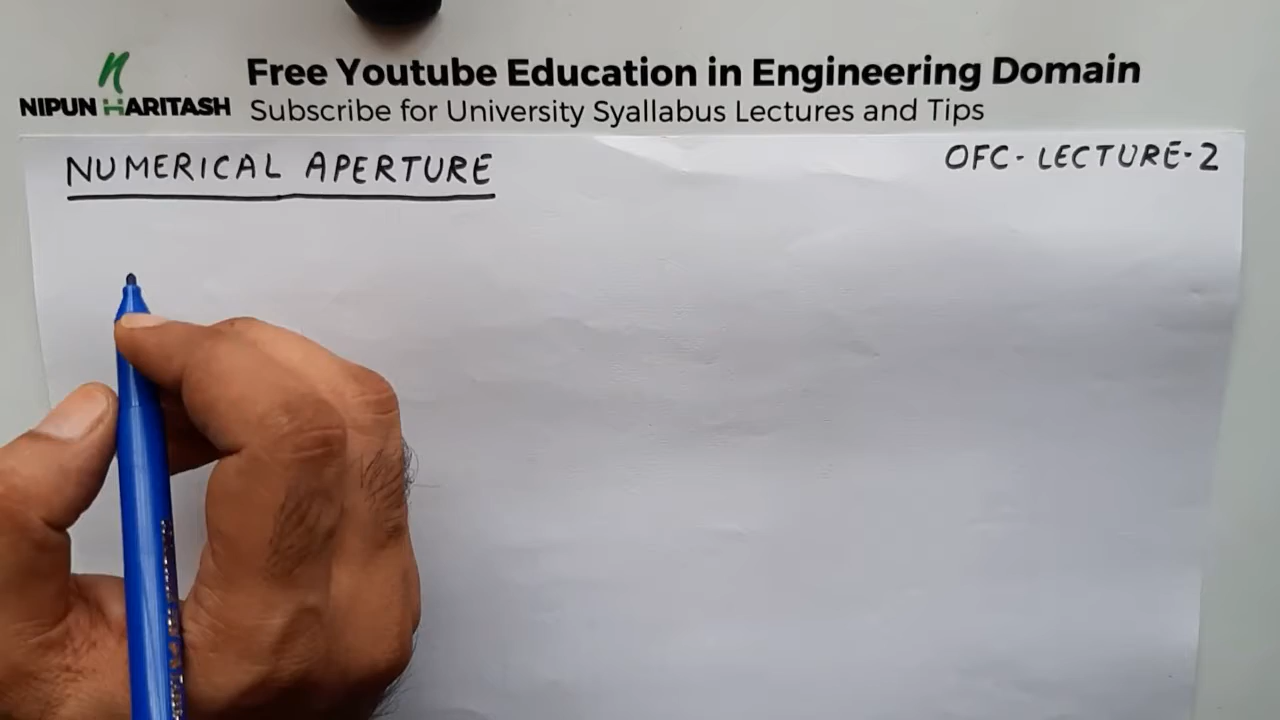 n
NIPUN HARITASH
Free Youtube Education in Engineering Domain
Subscribe for University Syallabus Lectures and Tips
NUMERICAL APERTURE
OFC- LECTURE-2